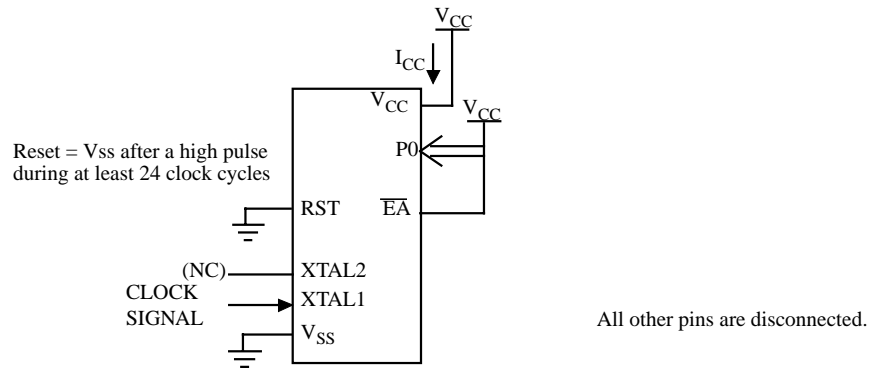 VCC
ICC
VCC
VCC
P0
Reset = Vss after a high pulse
during at least 24 clock cycles
RST
EA
(NC)
XTAL2
CLOCK
SIGNAL
XTAL1
VSS
All other pins are disconnected.